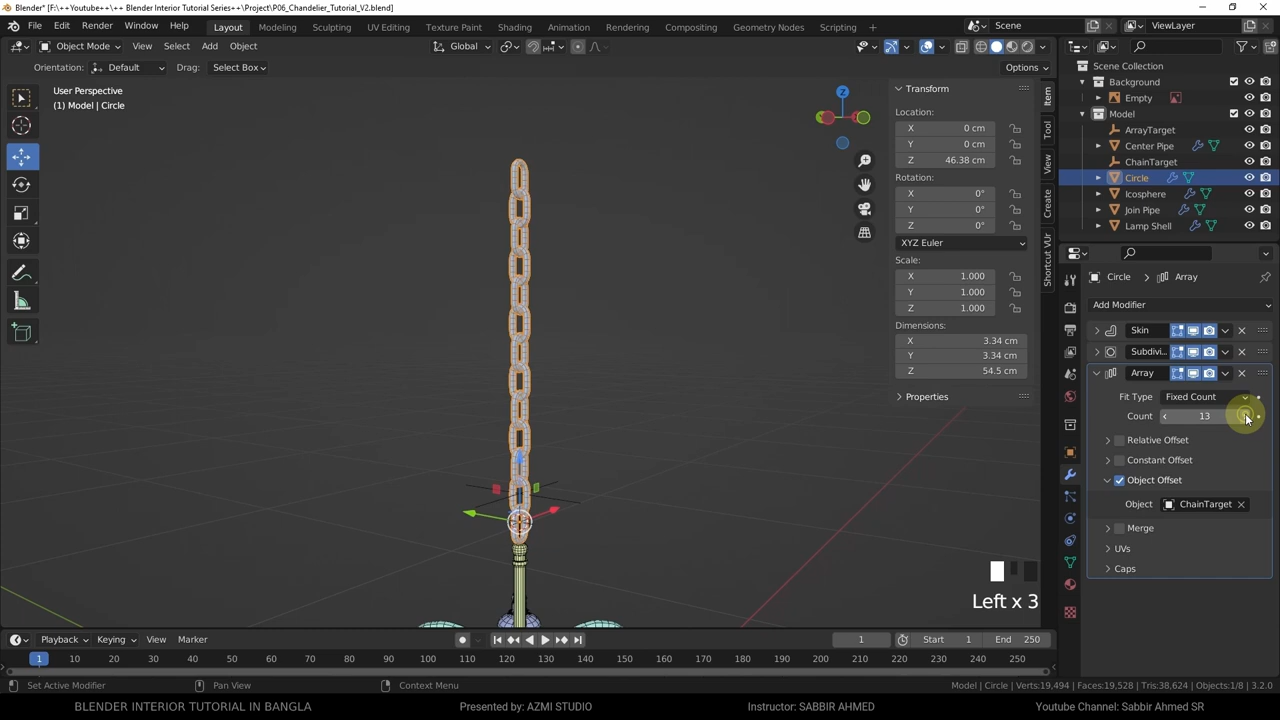 Blender* [F:\++Youtube++\++ Blender Interior Tutorial Series++\Project\P06_Chandelier_Tutorial_V2.blend]
File Edit Render Window Help Layout Modeling Sculpting UV Editing Texture Paint Shading Animation Rendering Compositing Geometry Nodes Scripting Scene ViewLayer
Object Mode View Select Add Object Global
Orientation: Default Drag: Select Box Options
User Perspective
(1) Model | Circle
Z
Transform
Location:
X 0 cm
Y 0 cm
Z 46.38 cm
Rotation:
X 0°
Y 0°
Z 0°
XYZ Euler
Scale:
X 1.000
Y 1.000
Z 1.000
Dimensions:
X 3.34 cm
Y 3.34 cm
Z 54.5 cm
Properties
Item
Tool
View
Create
Shortcut VUr
Scene Collection
Background
Empty
Model
ArrayTarget
Center Pipe
ChainTarget
Circle
Icosphere
Join Pipe
Lamp Shell
Circle Array
Add Modifier
Skin
Subdivi...
Array
Fit Type Fixed Count
Count 13
Relative Offset
Constant Offset
Object Offset
Object ChainTarget
Merge
UVs
Caps
Left x 3
Playback Keying View Marker 1 Start 1 End 250
1 10 20 30 40 50 60 70 80 90 100 110 120 130 140 150 160 170 180 190 200 210 220 230 240 250
Set Active Modifier Pan View Context Menu Model | Circle | Verts:19,494 | Faces:19,528 | Tris:38,624 | Objects:1/8 | 3.2.0
BLENDER INTERIOR TUTORIAL IN BANGLA Presented by: AZMI STUDIO Instructor: SABBIR AHMED Youtube Channel: Sabbir Ahmed SR